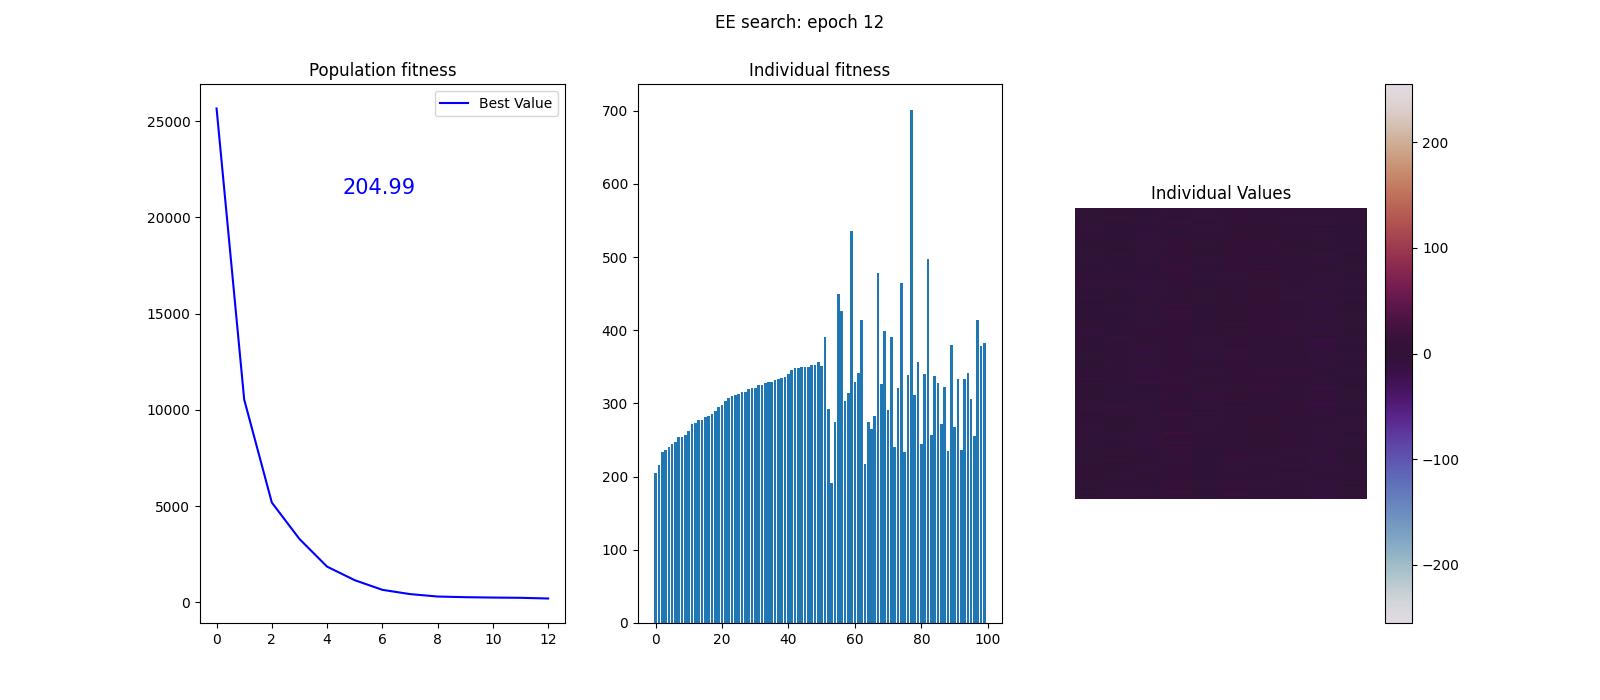 EE search: epoch 12
Population fitness
Best Value
204.99
25000
20000
15000
10000
5000
0
0 2 4 6 8 10 12
Individual fitness
700
600
500
400
300
200
100
0
0 20 40 60 80 100
Individual Values
200
100
0
−100
−200